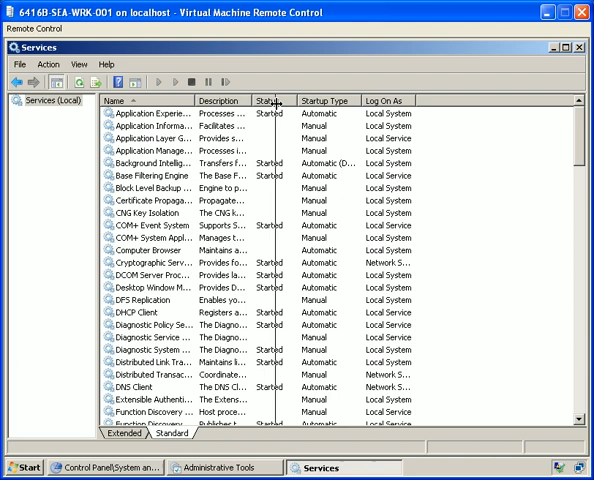 6416B-SEA-WRK-001 on localhost - Virtual Machine Remote Control
Remote Control
Services
File Action View Help
Services (Local)
Name Description Status Startup Type Log On As
Application Experie... Processes ... Started Automatic Local System
Application Informa... Facilitates ... Manual Local System
Application Layer G... Provides s... Manual Local Service
Application Manage... Processes i... Manual Local System
Background Intellig... Transfers f... Started Automatic (D... Local System
Base Filtering Engine The Base F... Started Automatic Local Service
Block Level Backup ... Engine to p... Manual Local System
Certificate Propaga... Propagate... Manual Local System
CNG Key Isolation The CNG k... Manual Local System
COM+ Event System Supports S... Started Automatic Local Service
COM+ System Appl... Manages t... Manual Local System
Computer Browser Maintains a... Automatic Local System
Cryptographic Serv... Provides fo... Started Automatic Network S...
DCOM Server Proc... Provides la... Started Automatic Local System
Desktop Window M... Provides D... Started Automatic Local System
DFS Replication Enables yo... Manual Local System
DHCP Client Registers a... Started Automatic Local Service
Diagnostic Policy Se... The Diagno... Started Automatic Local Service
Diagnostic Service ... The Diagno... Manual Local Service
Diagnostic System ... The Diagno... Started Manual Local System
Distributed Link Tra... Maintains li... Started Automatic Local System
Distributed Transac... Coordinate... Manual Network S...
DNS Client The DNS Cl... Started Automatic Network S...
Extensible Authenti... The Extens... Manual Local System
Function Discovery ... Host proce... Manual Local Service
Function Discovery Publishes t Started Automatic Local Service
Extended Standard
Start Control Panel\System an... Administrative Tools Services